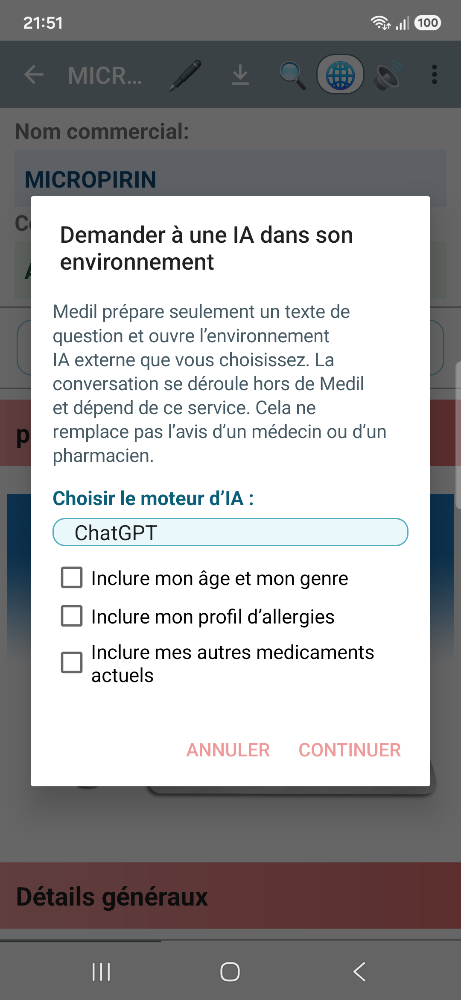 21:51
100
MICR...
Nom commercial:
MICROPIRIN
Demander à une IA dans son
environnement
Medil prépare seulement un texte de
question et ouvre l’environnement
IA externe que vous choisissez. La
conversation se déroule hors de Medil
et dépend de ce service. Cela ne
remplace pas l’avis d’un médecin ou d’un
pharmacien.
Choisir le moteur d’IA :
ChatGPT
Inclure mon âge et mon genre
Inclure mon profil d’allergies
Inclure mes autres medicaments
actuels
ANNULER CONTINUER
Détails généraux